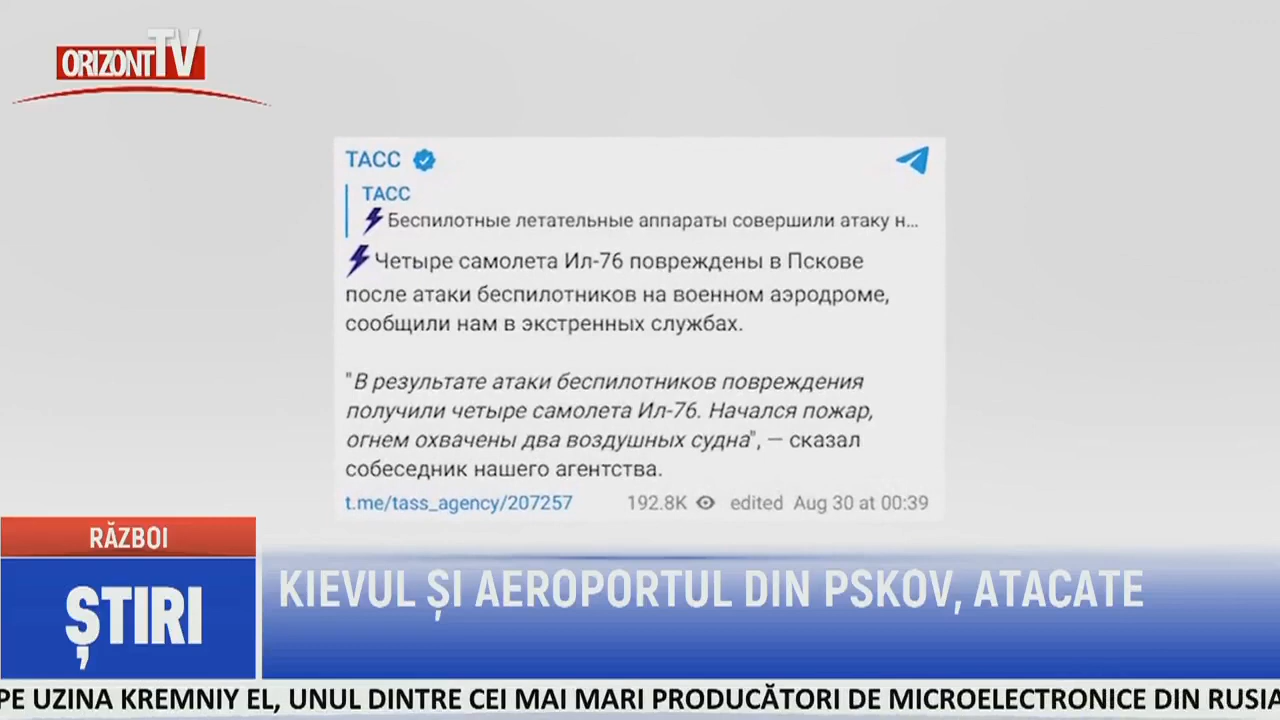 ORIZONT TV
ТАСС
ТАСС
Беспилотные летательные аппараты совершили атаку н...
Четыре самолета Ил-76 повреждены в Пскове
после атаки беспилотников на военном аэродроме,
сообщили нам в экстренных службах.
"В результате атаки беспилотников повреждения
получили четыре самолета Ил-76. Начался пожар,
огнем охвачены два воздушных судна", — сказал
собеседник нашего агентства.
t.me/tass_agency/207257 192.8K edited Aug 30 at 00:39
RĂZBOI
ȘTIRI
KIEVUL ȘI AEROPORTUL DIN PSKOV, ATACATE
PE UZINA KREMNIY EL, UNUL DINTRE CEI MAI MARI PRODUCĂTORI DE MICROELECTRONICE DIN RUSIA